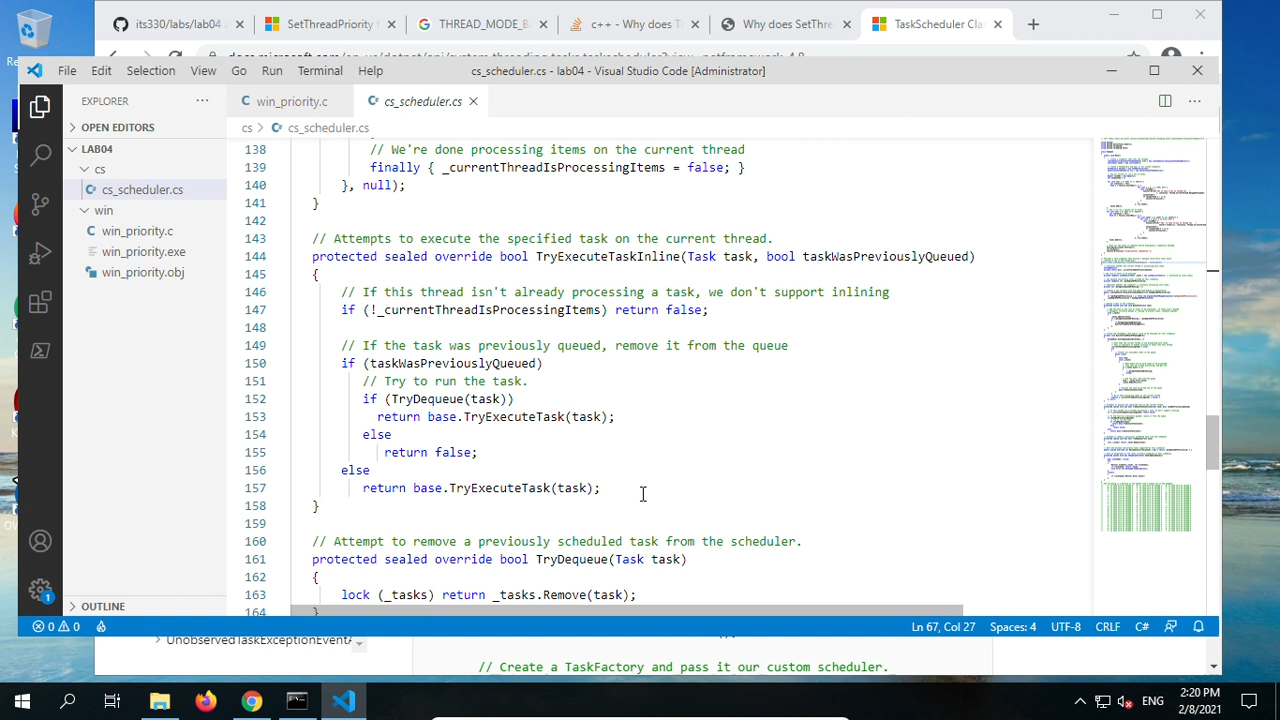 its330/labs/lab04
SetThreadPriority f
THREAD_MODE_B
c++ - Why does T
Why does SetThre
TaskScheduler Cla
File Edit Selection View Go Run Terminal Help
cs_scheduler.cs - lab04 - Visual Studio Code [Administrator]
EXPLORER
win_priority.c
cs_scheduler.cs
OPEN EDITORS
cs > cs_scheduler.cs
LAB04
cs
cs_scheduler.cs
win
win_priority.c
win_priority.exe
win_priority.obj
OUTLINE
138 // We're done processing items on the current thread
139 finally { _currentThreadIsProcessingItems = false; }
140 }, null);
141 }
142
143 // Attempts to execute the specified task on the current thread.
144 protected sealed override bool TryExecuteTaskInline(Task task, bool taskWasPreviouslyQueued)
145 {
146 // If this thread isn't already processing a task, we don't support inlining
147 if (!_currentThreadIsProcessingItems) return false;
148
149 // If the task was previously queued, remove it from the queue
150 if (taskWasPreviouslyQueued)
151 // Try to run the task.
152 if (TryDequeue(task))
153 return base.TryExecuteTask(task);
154 else
155 return false;
156 else
157 return base.TryExecuteTask(task);
158 }
159
160 // Attempt to remove a previously scheduled task from the scheduler.
161 protected sealed override bool TryDequeue(Task task)
162 {
163 lock (_tasks) return _tasks.Remove(task);
164 }
1
0 0
Ln 67, Col 27 Spaces: 4 UTF-8 CRLF C#
UnobservedTaskExceptionEventA
// Create a TaskFactory and pass it our custom scheduler.
ENG
2:20 PM
2/8/2021